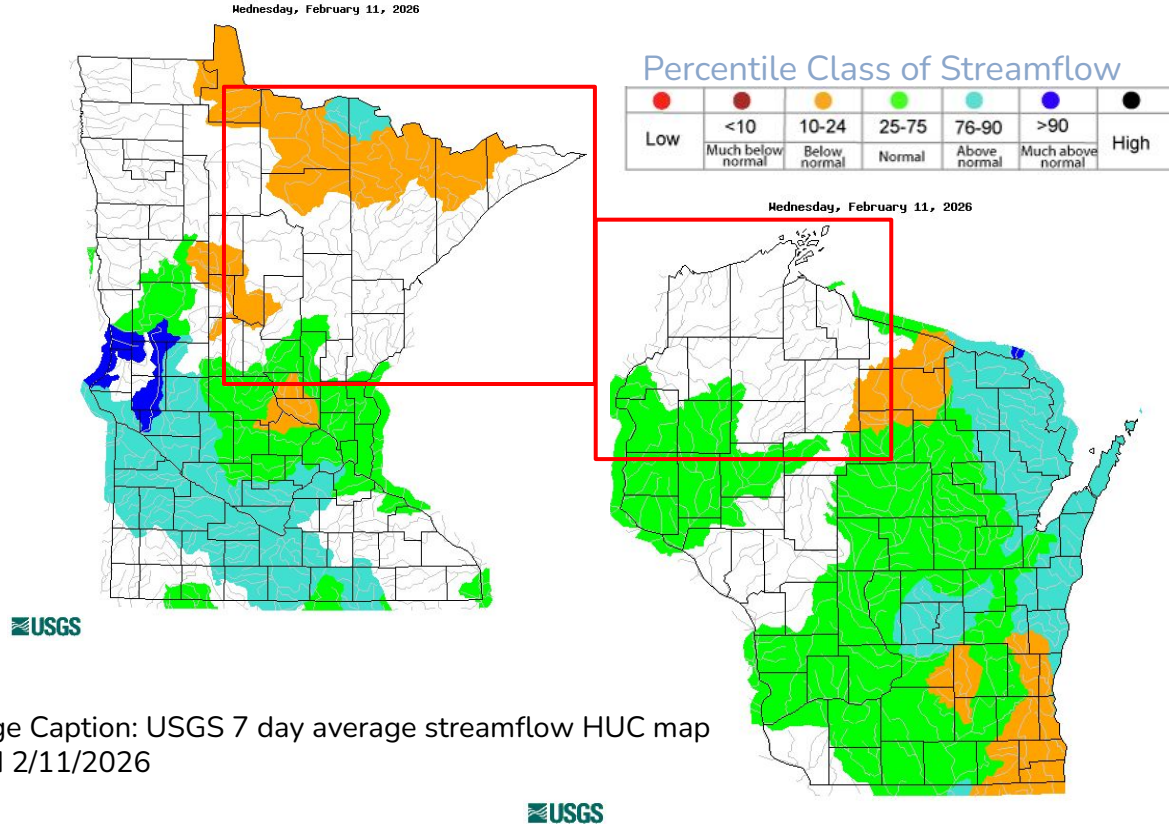 Wednesday, February 11, 2026
Percentile Class of Streamflow
Low
<10
10-24
25-75
76-90
>90
High
Much below normal
Below normal
Normal
Above normal
Much above normal
Wednesday, February 11, 2026
USGS
ge Caption: USGS 7 day average streamflow HUC map
2/11/2026
USGS